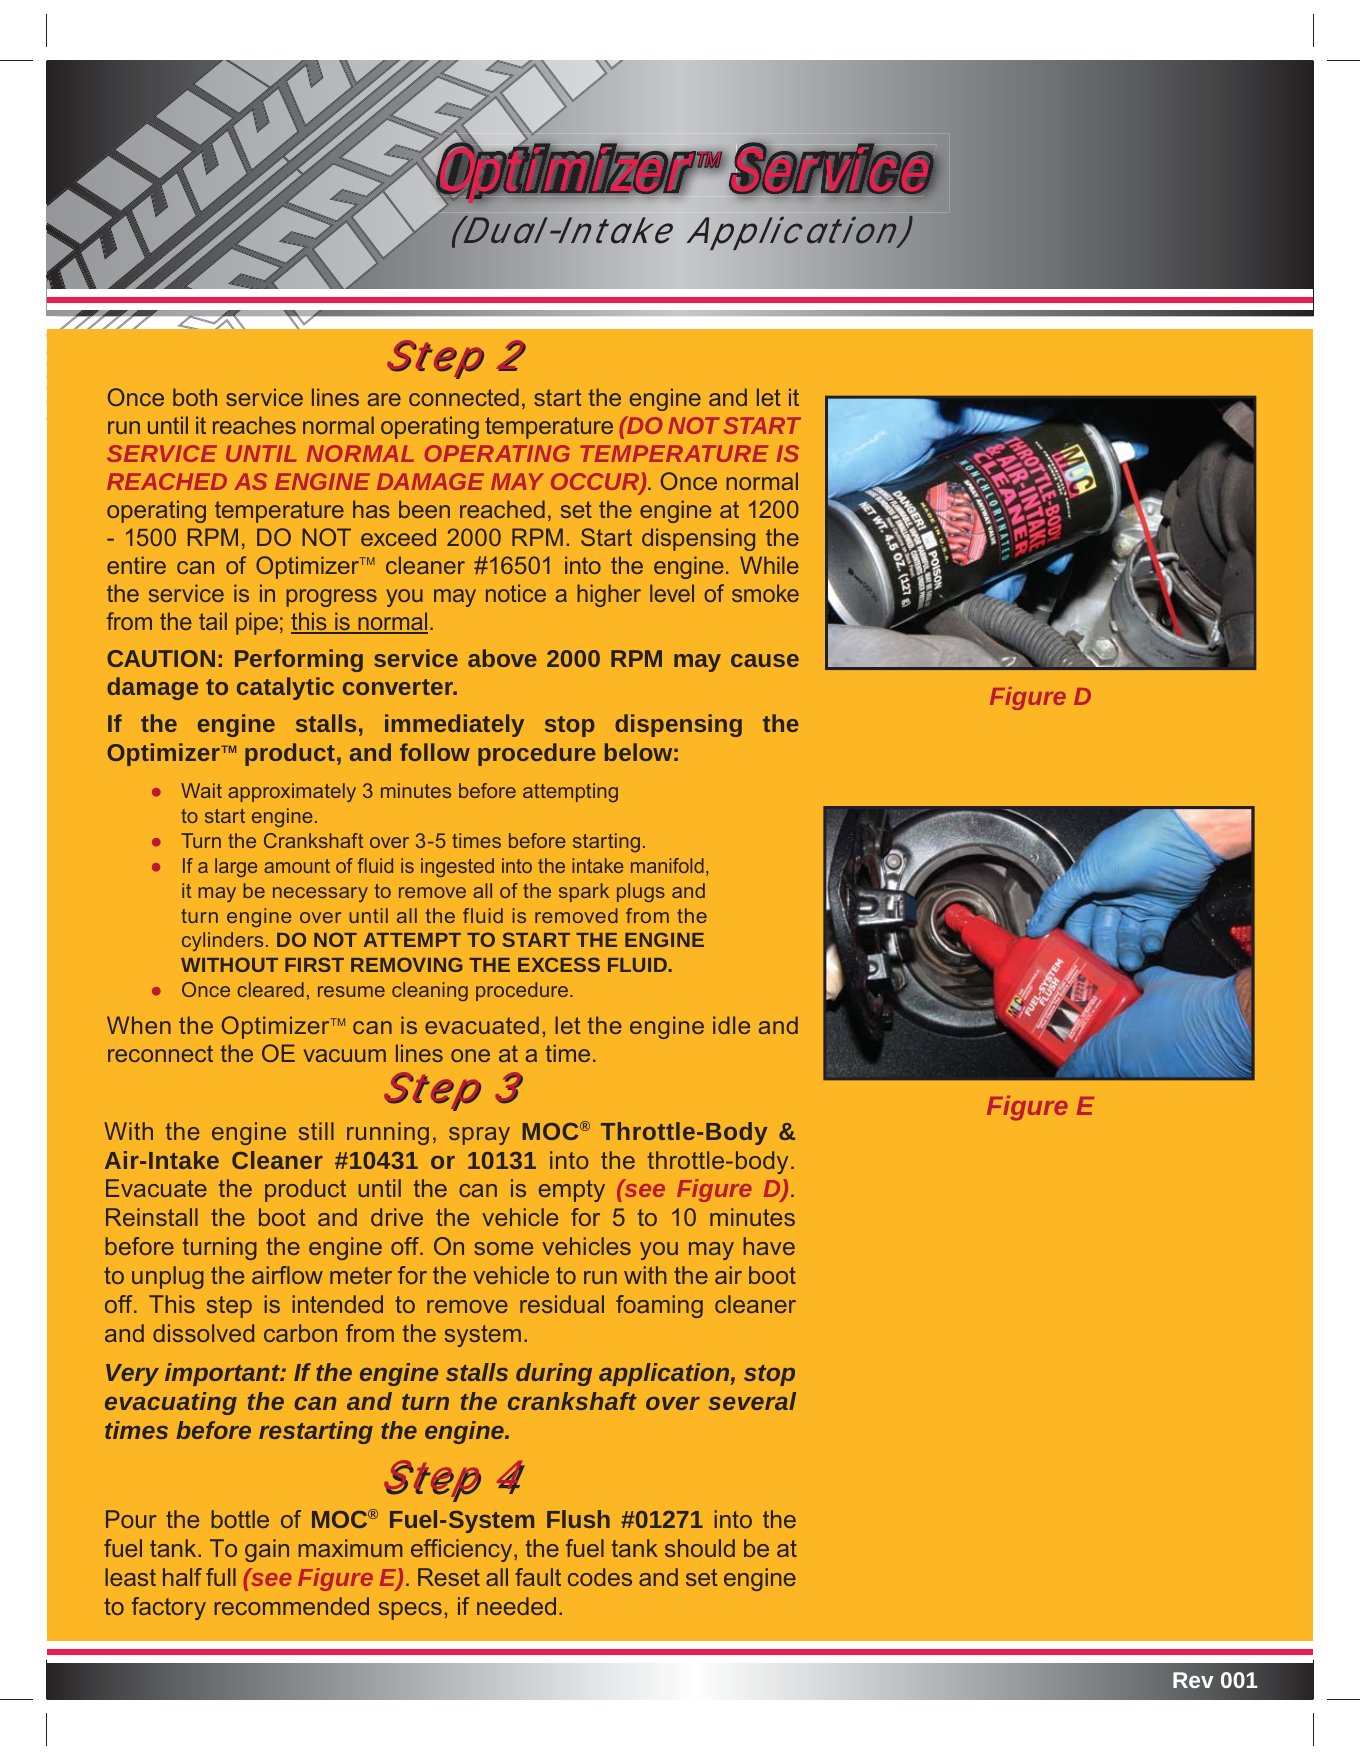 Optimizer™ Service
(Dual-Intake Application)
Step 2
Once both service lines are connected, start the engine and let it
run until it reaches normal operating temperature (DO NOT START
SERVICE UNTIL NORMAL OPERATING TEMPERATURE IS
REACHED AS ENGINE DAMAGE MAY OCCUR). Once normal
operating temperature has been reached, set the engine at 1200
- 1500 RPM, DO NOT exceed 2000 RPM. Start dispensing the
entire can of Optimizer™ cleaner #16501 into the engine. While
the service is in progress you may notice a higher level of smoke
from the tail pipe; this is normal.
CAUTION: Performing service above 2000 RPM may cause
damage to catalytic converter.
If the engine stalls, immediately stop dispensing the
Optimizer™ product, and follow procedure below:
● Wait approximately 3 minutes before attempting
to start engine.
● Turn the Crankshaft over 3-5 times before starting.
● If a large amount of fluid is ingested into the intake manifold,
it may be necessary to remove all of the spark plugs and
turn engine over until all the fluid is removed from the
cylinders. DO NOT ATTEMPT TO START THE ENGINE
WITHOUT FIRST REMOVING THE EXCESS FLUID.
● Once cleared, resume cleaning procedure.
When the Optimizer™ can is evacuated, let the engine idle and
reconnect the OE vacuum lines one at a time.
Step 3
With the engine still running, spray MOC® Throttle-Body &
Air-Intake Cleaner #10431 or 10131 into the throttle-body.
Evacuate the product until the can is empty (see Figure D).
Reinstall the boot and drive the vehicle for 5 to 10 minutes
before turning the engine off. On some vehicles you may have
to unplug the airflow meter for the vehicle to run with the air boot
off. This step is intended to remove residual foaming cleaner
and dissolved carbon from the system.
Very important: If the engine stalls during application, stop
evacuating the can and turn the crankshaft over several
times before restarting the engine.
Step 4
Pour the bottle of MOC® Fuel-System Flush #01271 into the
fuel tank. To gain maximum efficiency, the fuel tank should be at
least half full (see Figure E). Reset all fault codes and set engine
to factory recommended specs, if needed.
MOC
THROTTLE-BODY
& AIR-INTAKE
CLEANER
NONCHLORINATED
MADE IN U.S.A.
DANGER! POISON
NET WT. 4.5 OZ. (127 g)
Figure D
MOC
FUEL-SYSTEM
FLUSH
Figure E
Rev 001